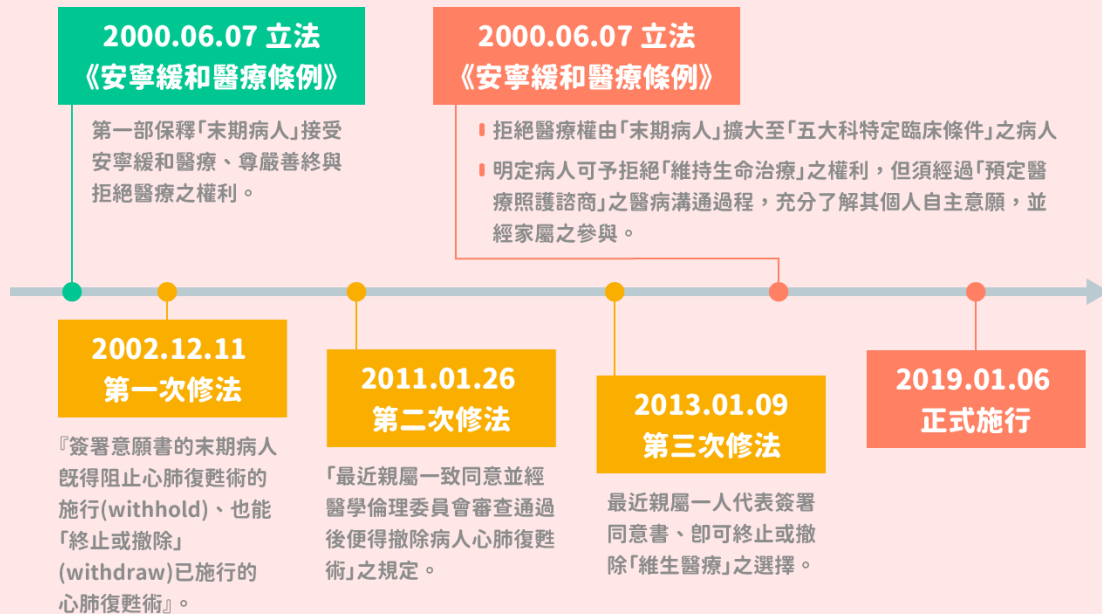 2000.06.07 立法
《安寧緩和醫療條例》
第一部保釋「末期病人」接受
安寧緩和醫療、尊嚴善終與
拒絕醫療之權利。
2000.06.07 立法
《安寧緩和醫療條例》
拒絕醫療權由「末期病人」擴大至「五大科特定臨床條件」之病人
明定病人可予拒絕「維持生命治療」之權利，但須經過「預定醫
療照護諮商」之醫病溝通過程，充分了解其個人自主意願，並
經家屬之參與。
2002.12.11
第一次修法
『簽署意願書的末期病人
既得阻止心肺復甦術的
施行(withhold)、也能
「終止或撤除」
(withdraw)已施行的
心肺復甦術』。
2011.01.26
第二次修法
「最近親屬一致同意並經
醫學倫理委員會審查通過
後便得撤除病人心肺復甦
術」之規定。
2013.01.09
第三次修法
最近親屬一人代表簽署
同意書、即可終止或撤
除「維生醫療」之選擇。
2019.01.06
正式施行